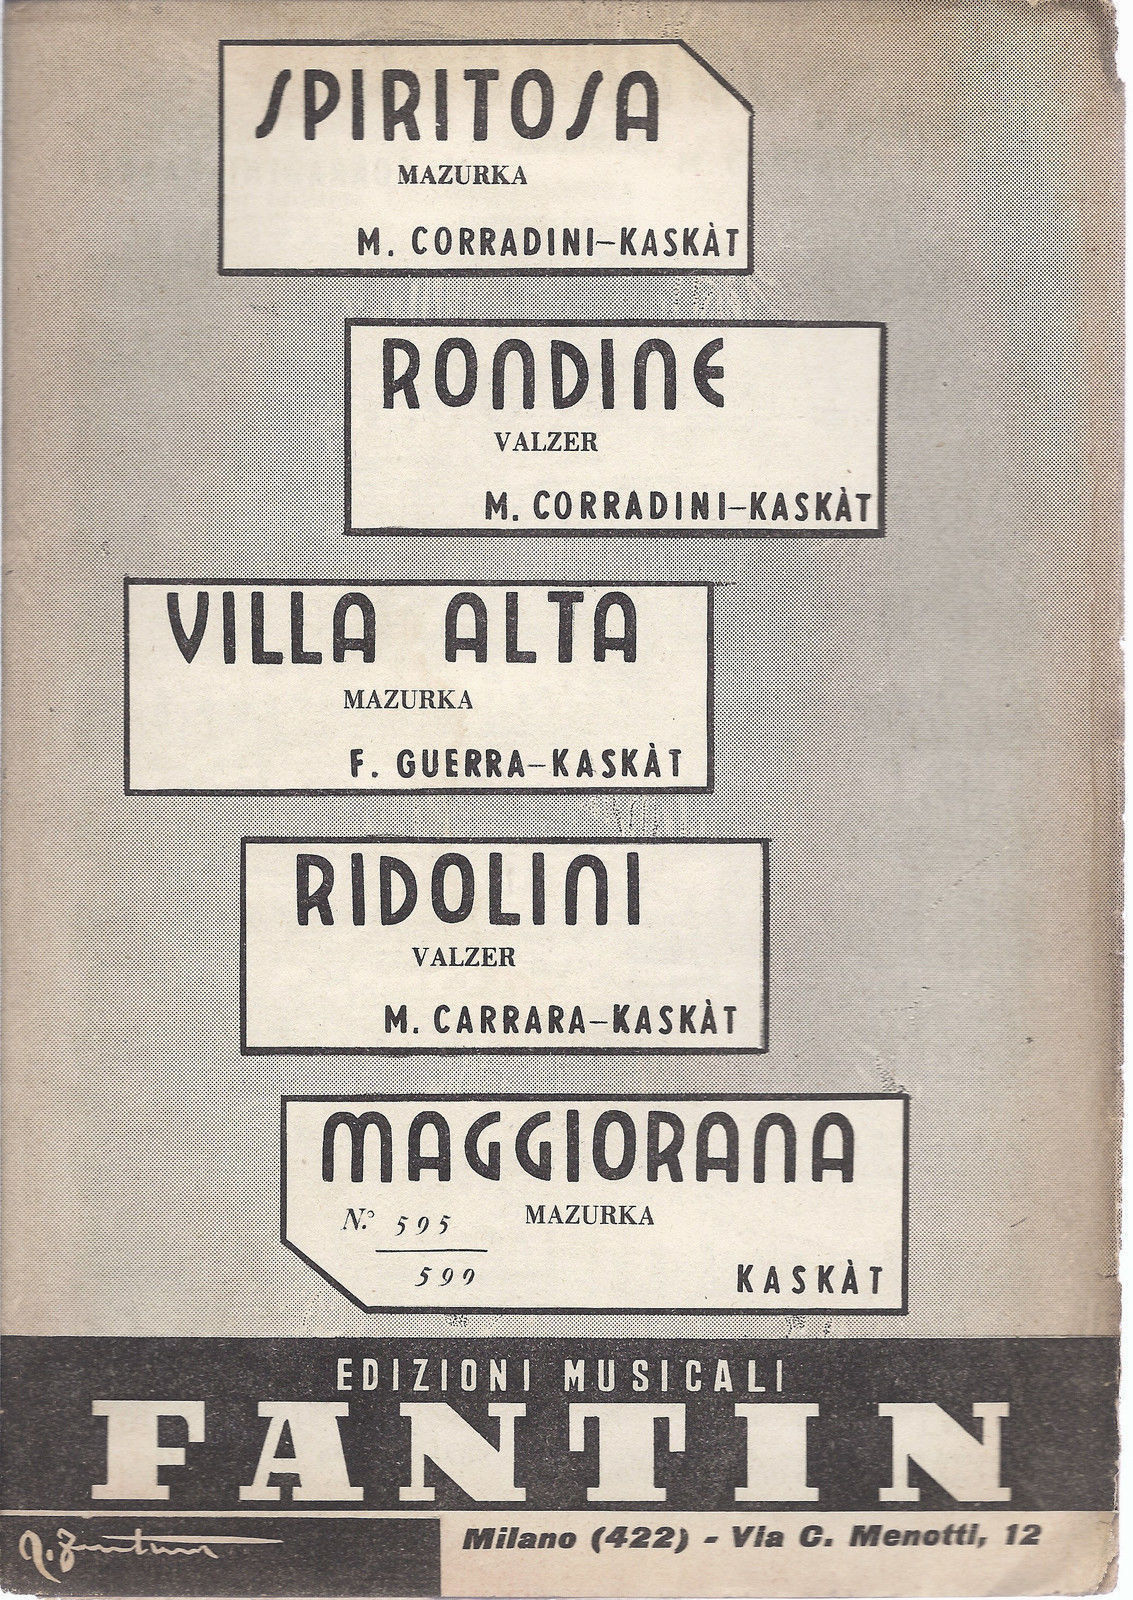 SPIRITOSA
MAZURKA
M. CORRADINI-KASKÀT
RONDINE
VALZER
M. CORRADINI-KASKÀT
VILLA ALTA
MAZURKA
F. GUERRA-KASKÀT
RIDOLINI
VALZER
M. CARRARA-KASKÀT
MAGGIORANA
MAZURKA
N.° 595
599
KASKÀT
EDIZIONI MUSICALI
FANTIN
Milano (422) - Via C. Menotti, 12